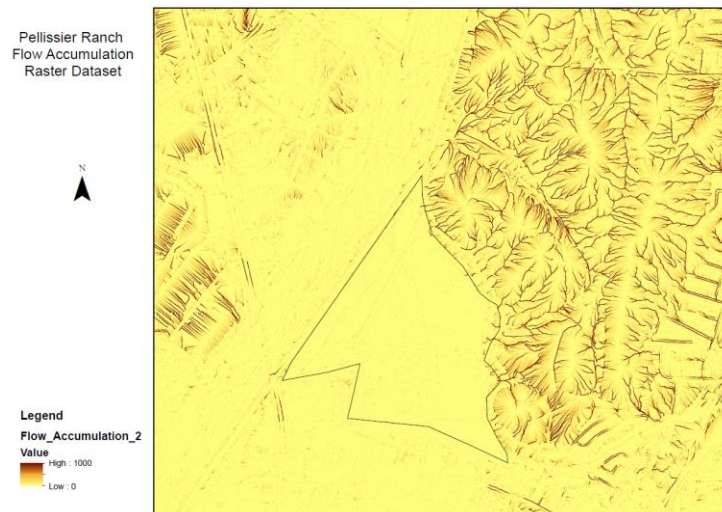 Pellissier Ranch
Flow Accumulation
Raster Dataset
N
Legend
Flow_Accumulation_2
Value
High : 1000
Low : 0